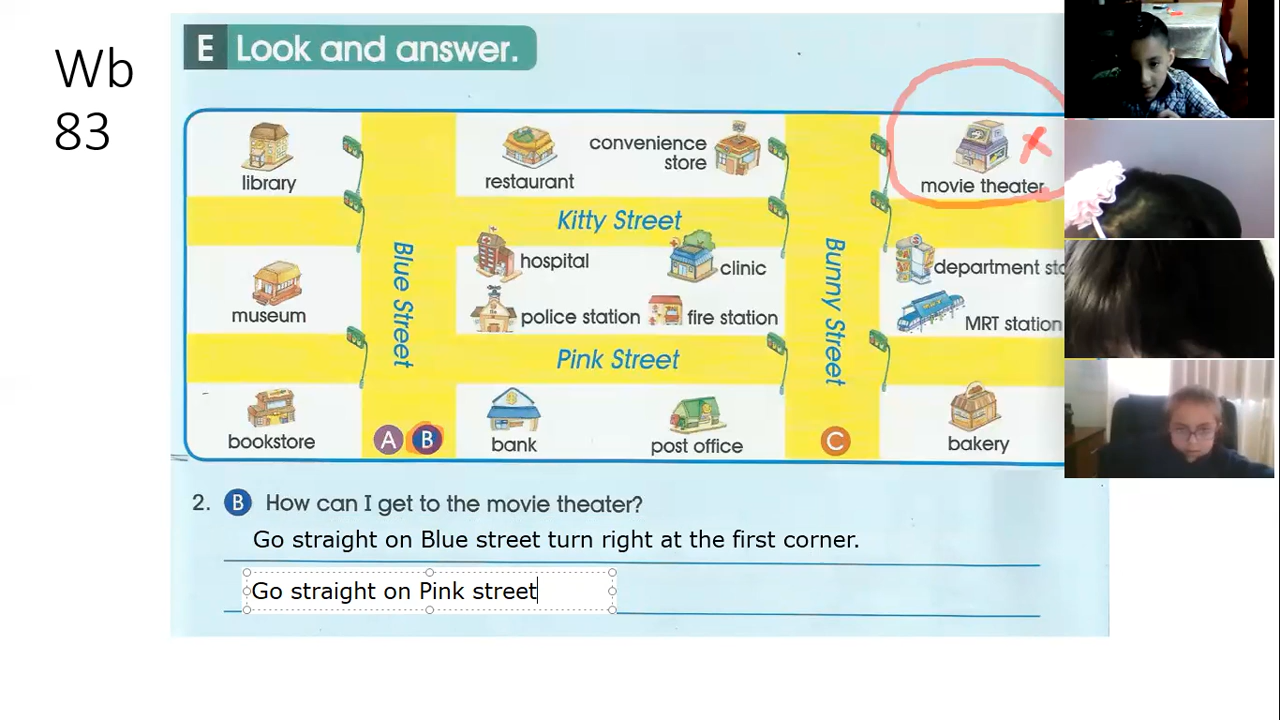 Wb
83
E Look and answer.
library
restaurant
convenience
store
movie theater
Kitty Street
Blue Street
Bunny Street
hospital
clinic
department sto
museum
police station
fire station
MRT station
Pink Street
bookstore
A
B
bank
post office
C
bakery
2. B How can I get to the movie theater?
Go straight on Blue street turn right at the first corner.
Go straight on Pink street